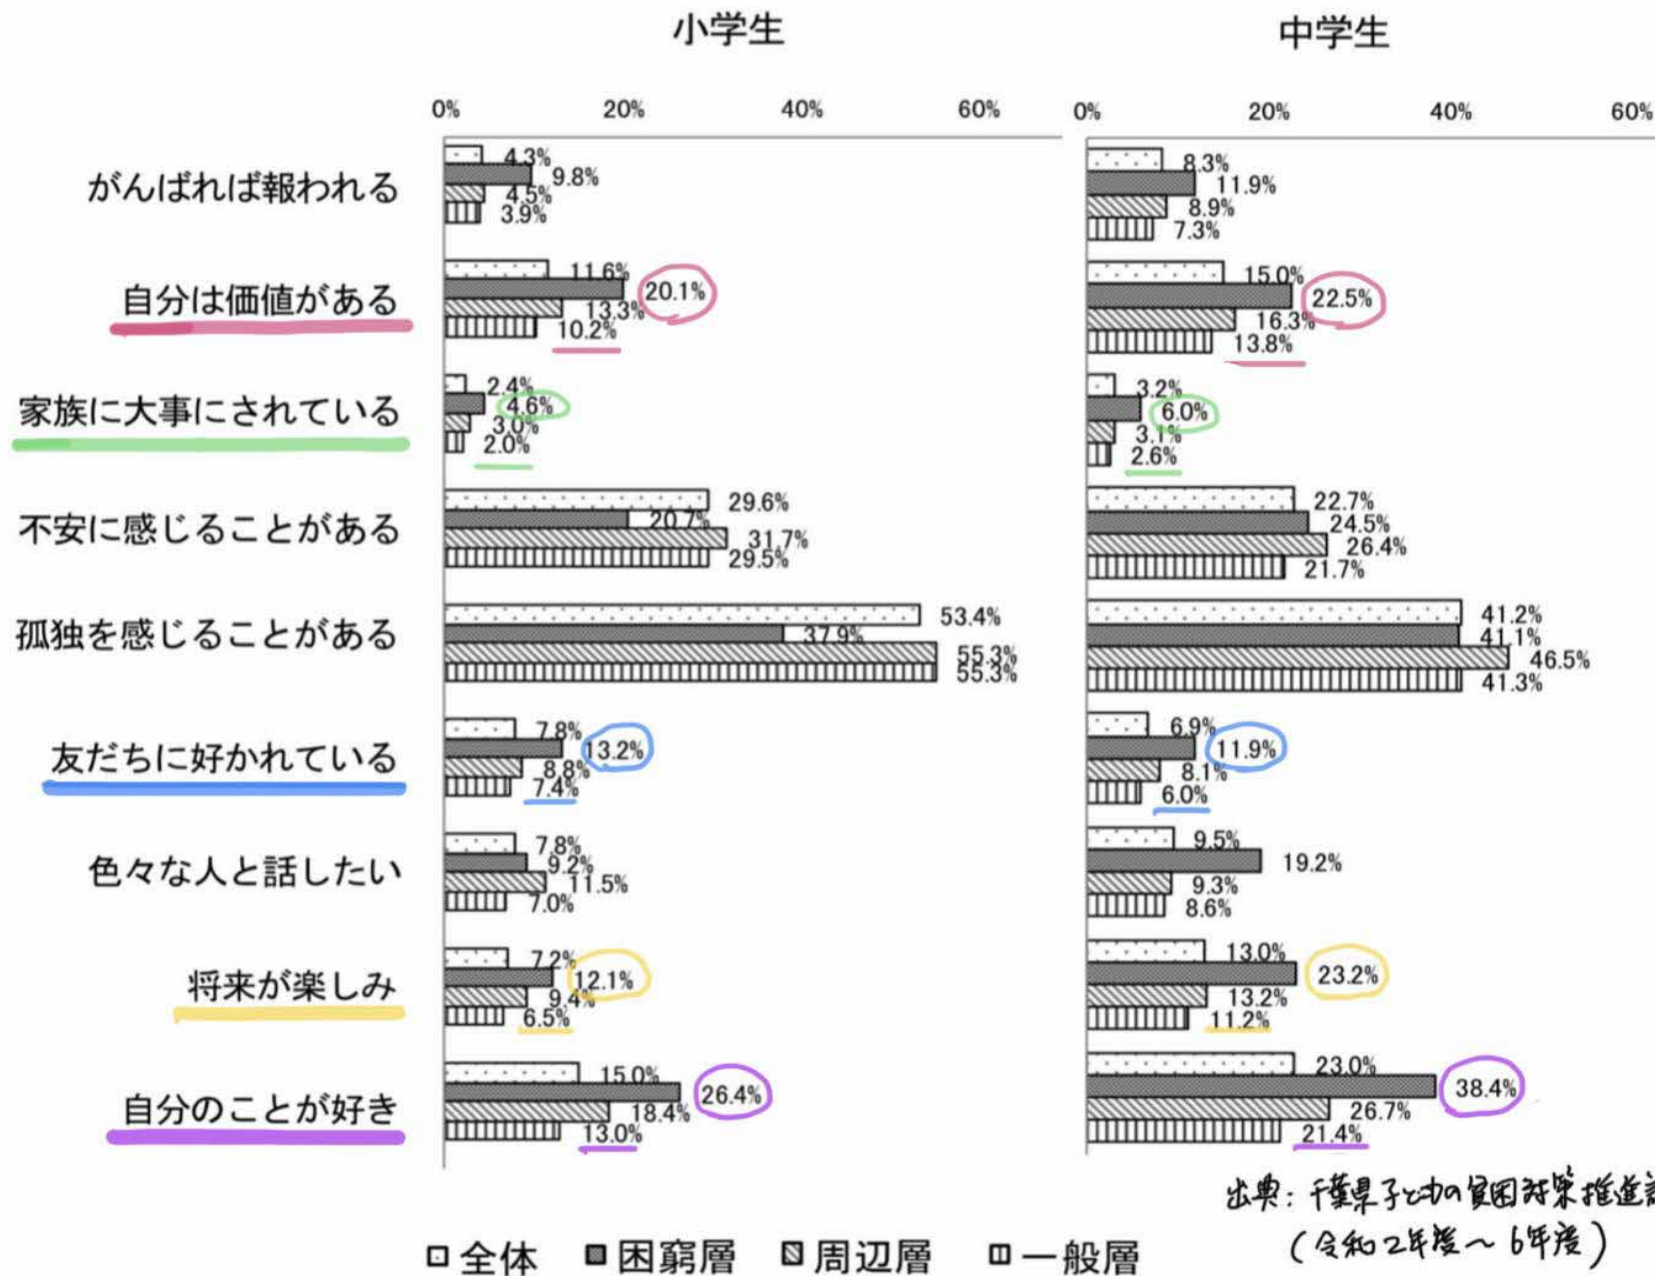 小学生 中学生
0% 20% 40% 60% 0% 20% 40% 60%
がんばれば報われる
4.3% 8.3%
9.8% 11.9%
4.5% 8.9%
3.9% 7.3%
自分は価値がある
11.6% 15.0%
20.1% 22.5%
13.3% 16.3%
10.2% 13.8%
家族に大事にされている
2.4% 3.2%
4.6% 6.0%
3.0% 3.1%
2.0% 2.6%
不安に感じることがある
29.6% 22.7%
20.7% 24.5%
31.7% 26.4%
29.5% 21.7%
孤独を感じることがある
53.4% 41.2%
37.9% 41.1%
55.3% 46.5%
55.3% 41.3%
友だちに好かれている
7.8% 6.9%
13.2% 11.9%
8.8% 8.1%
7.4% 6.0%
色々な人と話したい
7.8% 9.5%
9.2% 19.2%
11.5% 9.3%
7.0% 8.6%
将来が楽しみ
7.2% 13.0%
12.1% 23.2%
9.4% 13.2%
6.5% 11.2%
自分のことが好き
15.0% 23.0%
26.4% 38.4%
18.4% 26.7%
13.0% 21.4%
出典: 千葉県子どもの貧困対策推進
(令和2年度〜6年度)
全体 困窮層 周辺層 一般層